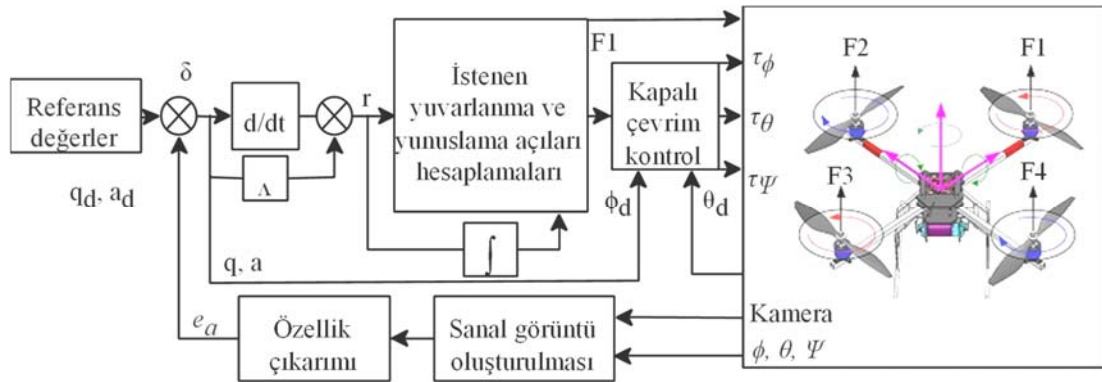 Referans
değerler
q_d, a_d
δ
d/dt
Λ
r
İstenen
yuvarlanma ve
yunuslama açıları
hesaplamaları
∫
F1
Kapalı
çevrim
kontrol
ϕ_d
θ_d
τ_ϕ
τ_θ
τ_Ψ
q, a
e_a
Özellik
çıkarımı
Sanal görüntü
oluşturulması
Kamera
ϕ, θ, Ψ
F2
F1
F3
F4